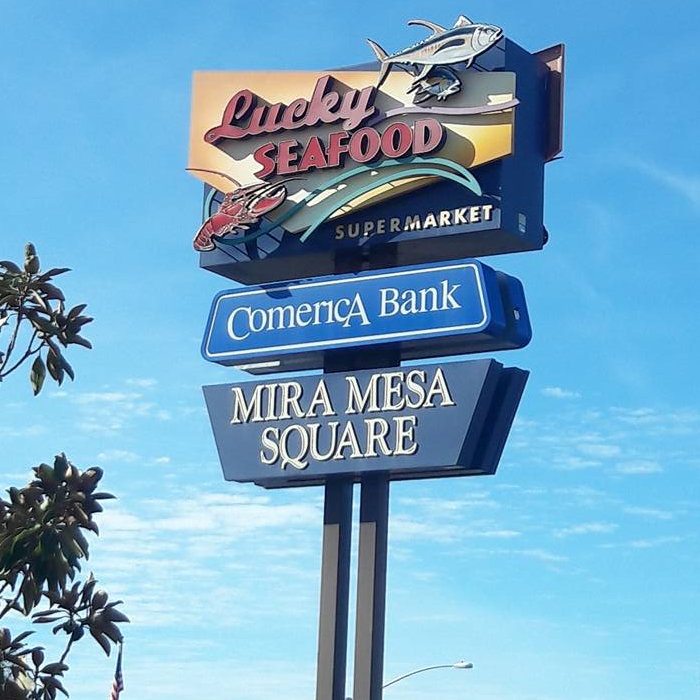 Lucky
SEAFOOD
SUPERMARKET
ComericA Bank
MIRA MESA
SQUARE